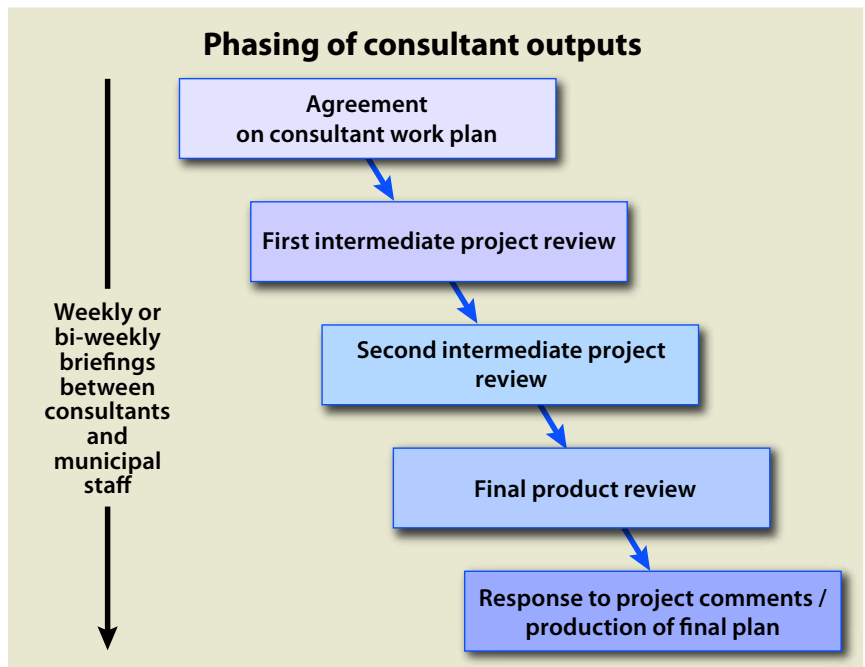 Phasing of consultant outputs
Agreement
on consultant work plan
First intermediate project review
Second intermediate project
review
Final product review
Response to project comments /
production of final plan
Weekly or
bi-weekly
briefings
between
consultants
and
municipal
staff